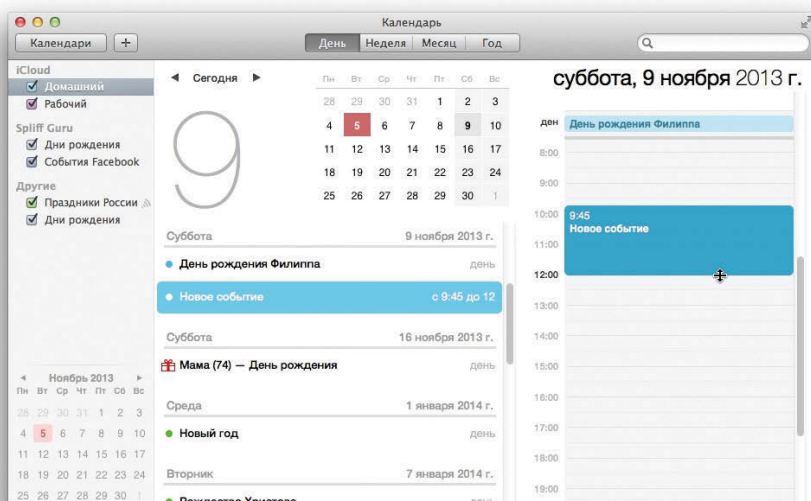 Календарь
Календари +
День Неделя Месяц Год
iCloud
Домашний
Рабочий
Spliff Guru
Дни рождения
События Facebook
Другие
Праздники России
Дни рождения
Ноябрь 2013
Пн Вт Ср Чт Пт Сб Вс
28 29 30 31 1 2 3
4 5 6 7 8 9 10
11 12 13 14 15 16 17
18 19 20 21 22 23 24
25 26 27 28 29 30 1
Сегодня
9
Пн Вт Ср Чт Пт Сб Вс
28 29 30 31 1 2 3
4 5 6 7 8 9 10
11 12 13 14 15 16 17
18 19 20 21 22 23 24
25 26 27 28 29 30 1
Суббота 9 ноября 2013 г.
День рождения Филиппа день
Новое событие с 9:45 до 12
Суббота 16 ноября 2013 г.
Мама (74) — День рождения день
Среда 1 января 2014 г.
Новый год день
Вторник 7 января 2014 г.
Рождество Христово день
суббота, 9 ноября 2013 г.
ден День рождения Филиппа
8:00
9:00
10:00 9:45
Новое событие
11:00
12:00
13:00
14:00
15:00
16:00
17:00
18:00
19:00